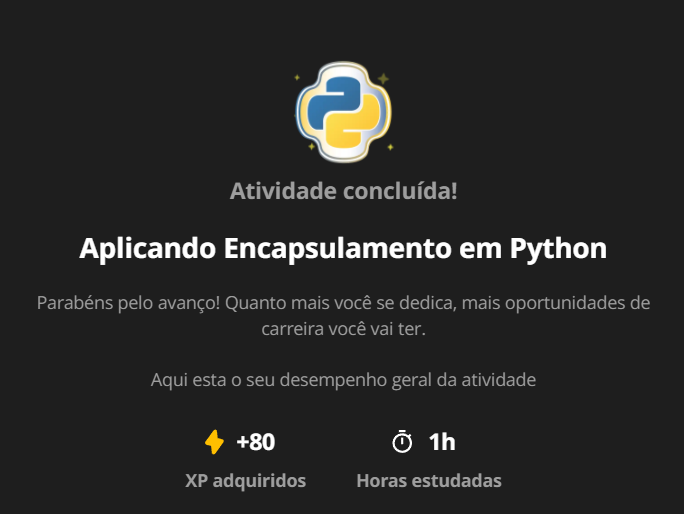 Atividade concluída!
Aplicando Encapsulamento em Python
Parabéns pelo avanço! Quanto mais você se dedica, mais oportunidades de
carreira você vai ter.
Aqui esta o seu desempenho geral da atividade
+80
1h
XP adquiridos
Horas estudadas